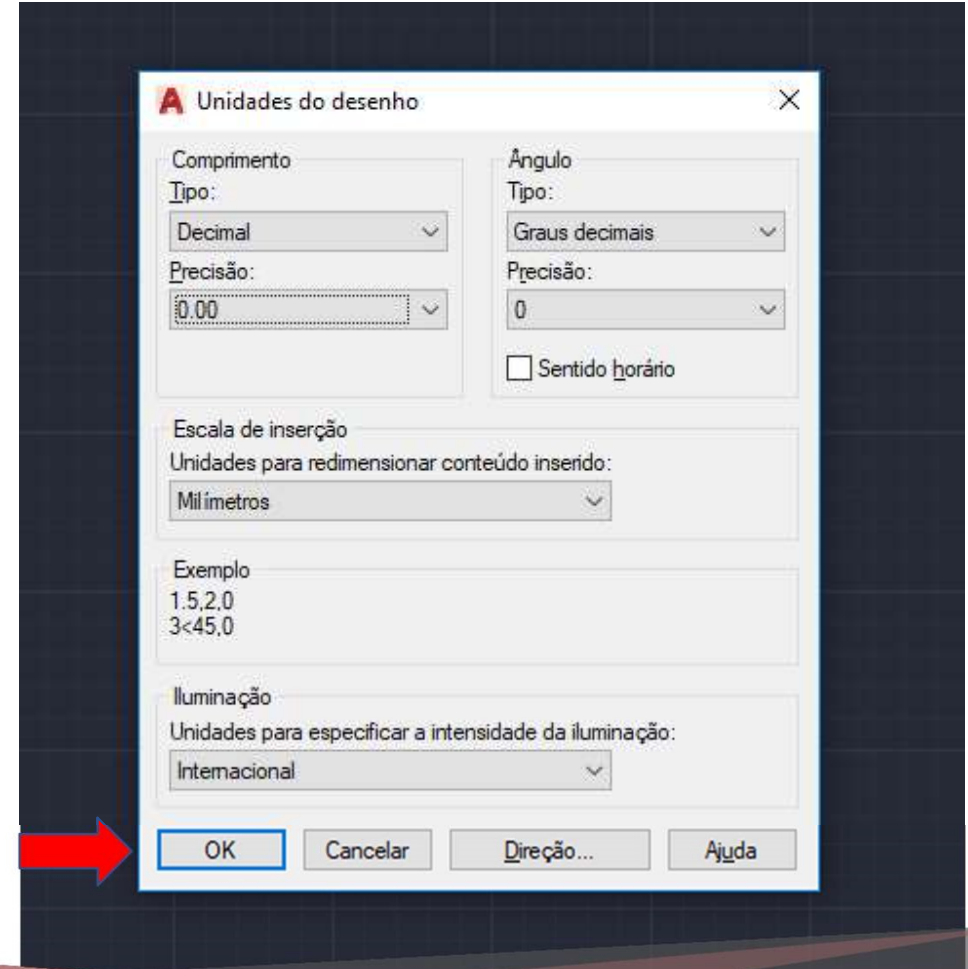 Unidades do desenho
Comprimento
Tipo:
Decimal
Precisão:
0.00
Ângulo
Tipo:
Graus decimais
Precisão:
0
Sentido horário
Escala de inserção
Unidades para redimensionar conteúdo inserido:
Milímetros
Exemplo
1.5,2,0
3<45,0
Iluminação
Unidades para especificar a intensidade da iluminação:
Internacional
OK
Cancelar
Direção...
Ajuda